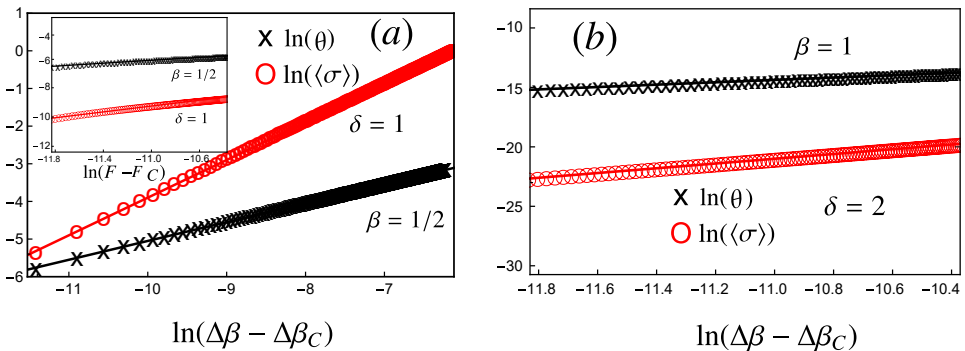 1
0
−1
−2
−3
−4
−5
−6
−4
−6
−8
−10
−12
−11.8
−11.0
−10.4
ln(F −F_C)
β = 1/2
δ = 1
(a)
x ln(θ)
o ln(⟨σ⟩)
δ = 1
β = 1/2
−11
−10
−9
−8
−7
ln(Δβ − Δβ_C)
−10
−15
−20
−25
−30
(b)
β = 1
x ln(θ)
o ln(⟨σ⟩)
δ = 2
−11.8 −11.6 −11.4 −11.2 −11.0 −10.8 −10.6 −10.4
ln(Δβ − Δβ_C)